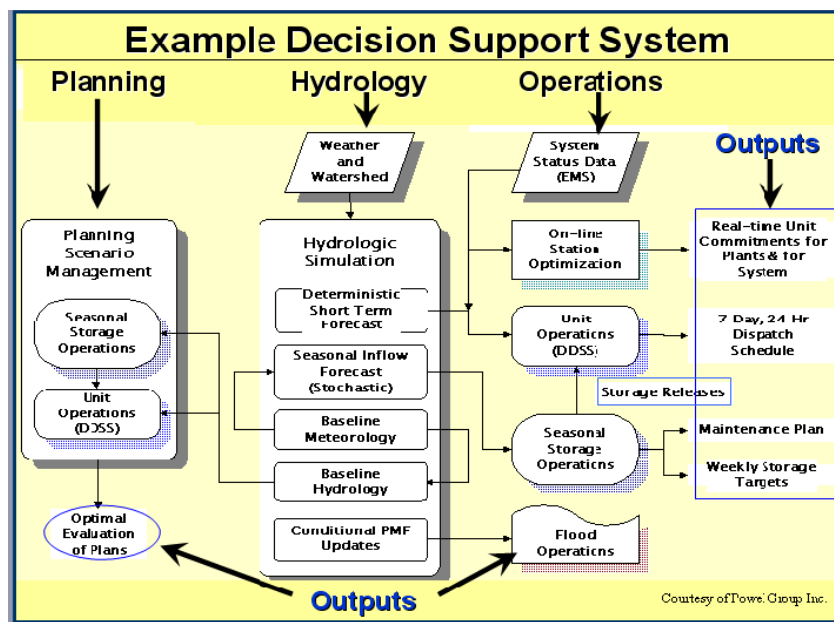 Example Decision Support System
Planning
Hydrology
Operations
Outputs
Weather
and
Watershed
System
Status Data
(EMS)
Planning
Scenario
Management
Seasonal
Storage
Operations
Unit
Operations
(DDSS)
Optimal
Evaluation
of Plans
Hydrologic
Simulation
Deterministic
Short Term
Forecast
Seasonal Inflow
Forecast
(Stochastic)
Baseline
Meteorology
Baseline
Hydrology
Conditional PMF
Updates
On-line
Station
Optimization
Unit
Operations
(DDSS)
Storage Releases
Seasonal
Storage
Operations
Flood
Operations
Real-time Unit
Commitments for
Plants & for
System
7 Day, 24 Hr
Dispatch
Schedule
Maintenance Plan
Weekly Storage
Targets
Outputs
Courtesy of Powel Group Inc.